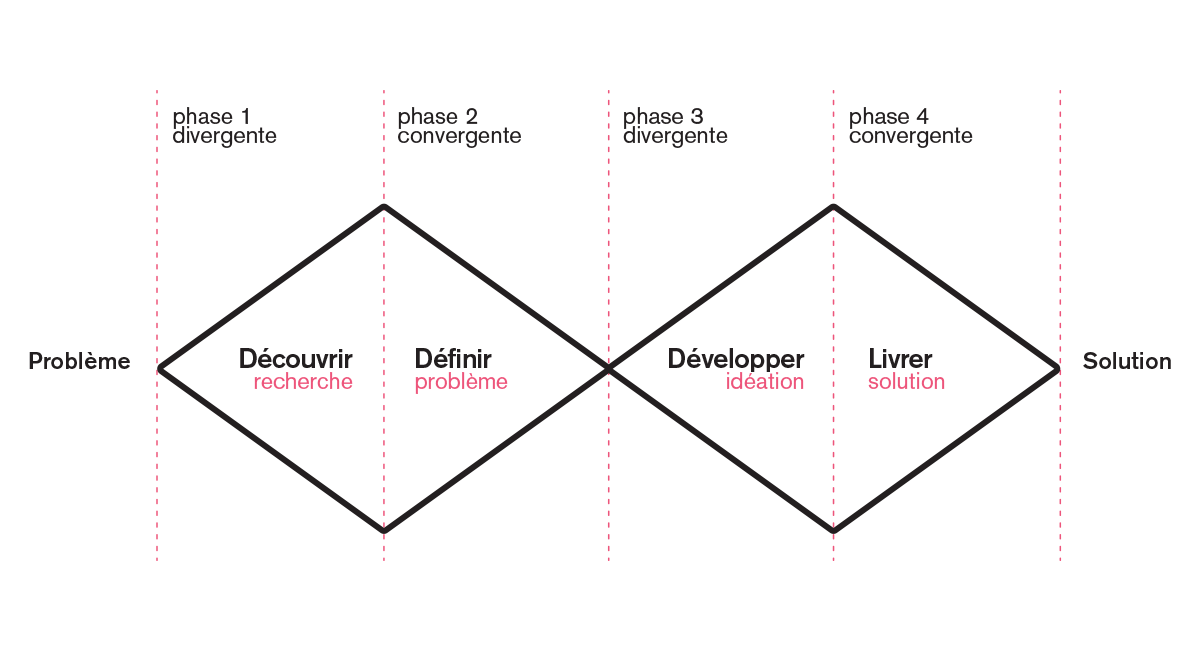 phase 1
divergente
phase 2
convergente
phase 3
divergente
phase 4
convergente
Problème
Découvrir
recherche
Définir
problème
Développer
idéation
Livrer
solution
Solution